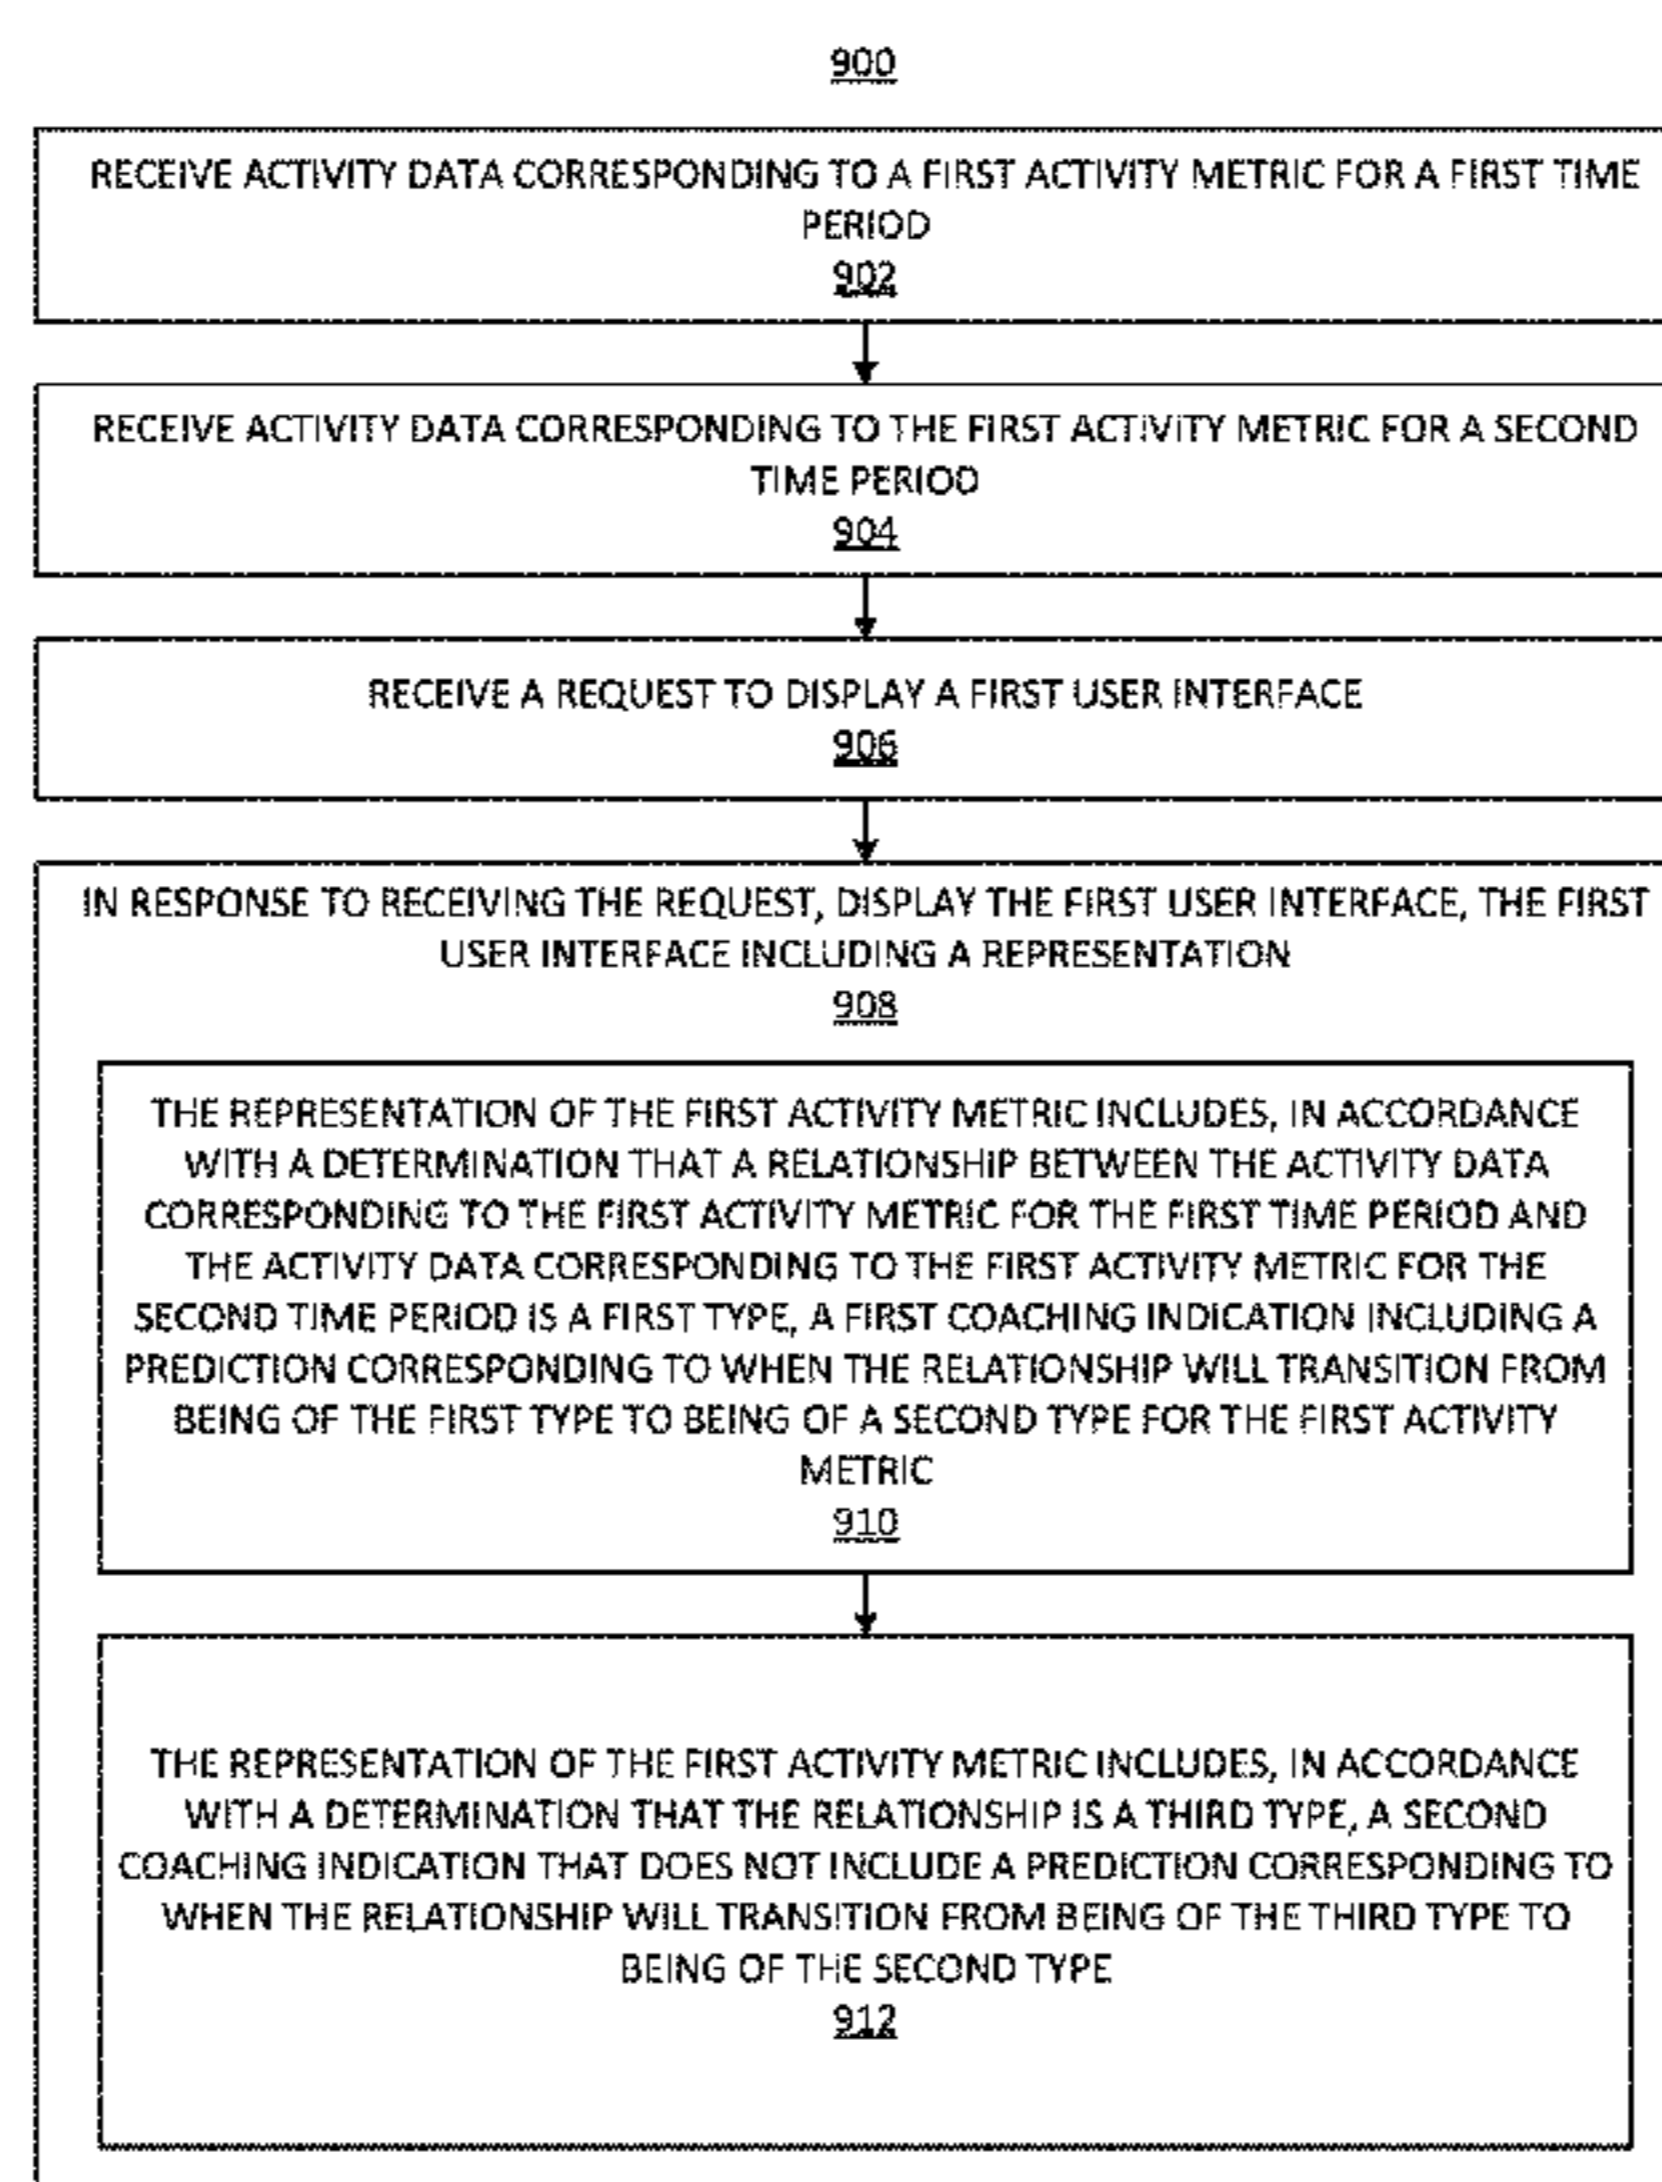 900
RECEIVE ACTIVITY DATA CORRESPONDING TO A FIRST ACTIVITY METRIC FOR A FIRST TIME
PERIOD
902
RECEIVE ACTIVITY DATA CORRESPONDING TO THE FIRST ACTIVITY METRIC FOR A SECOND
TIME PERIOD
904
RECEIVE A REQUEST TO DISPLAY A FIRST USER INTERFACE
906
IN RESPONSE TO RECEIVING THE REQUEST, DISPLAY THE FIRST USER INTERFACE, THE FIRST
USER INTERFACE INCLUDING A REPRESENTATION
908
THE REPRESENTATION OF THE FIRST ACTIVITY METRIC INCLUDES, IN ACCORDANCE
WITH A DETERMINATION THAT A RELATIONSHIP BETWEEN THE ACTIVITY DATA
CORRESPONDING TO THE FIRST ACTIVITY METRIC FOR THE FIRST TIME PERIOD AND
THE ACTIVITY DATA CORRESPONDING TO THE FIRST ACTIVITY METRIC FOR THE
SECOND TIME PERIOD IS A FIRST TYPE, A FIRST COACHING INDICATION INCLUDING A
PREDICTION CORRESPONDING TO WHEN THE RELATIONSHIP WILL TRANSITION FROM
BEING OF THE FIRST TYPE TO BEING OF A SECOND TYPE FOR THE FIRST ACTIVITY
METRIC
910
THE REPRESENTATION OF THE FIRST ACTIVITY METRIC INCLUDES, IN ACCORDANCE
WITH A DETERMINATION THAT THE RELATIONSHIP IS A THIRD TYPE, A SECOND
COACHING INDICATION THAT DOES NOT INCLUDE A PREDICTION CORRESPONDING TO
WHEN THE RELATIONSHIP WILL TRANSITION FROM BEING OF THE THIRD TYPE TO
BEING OF THE SECOND TYPE
912